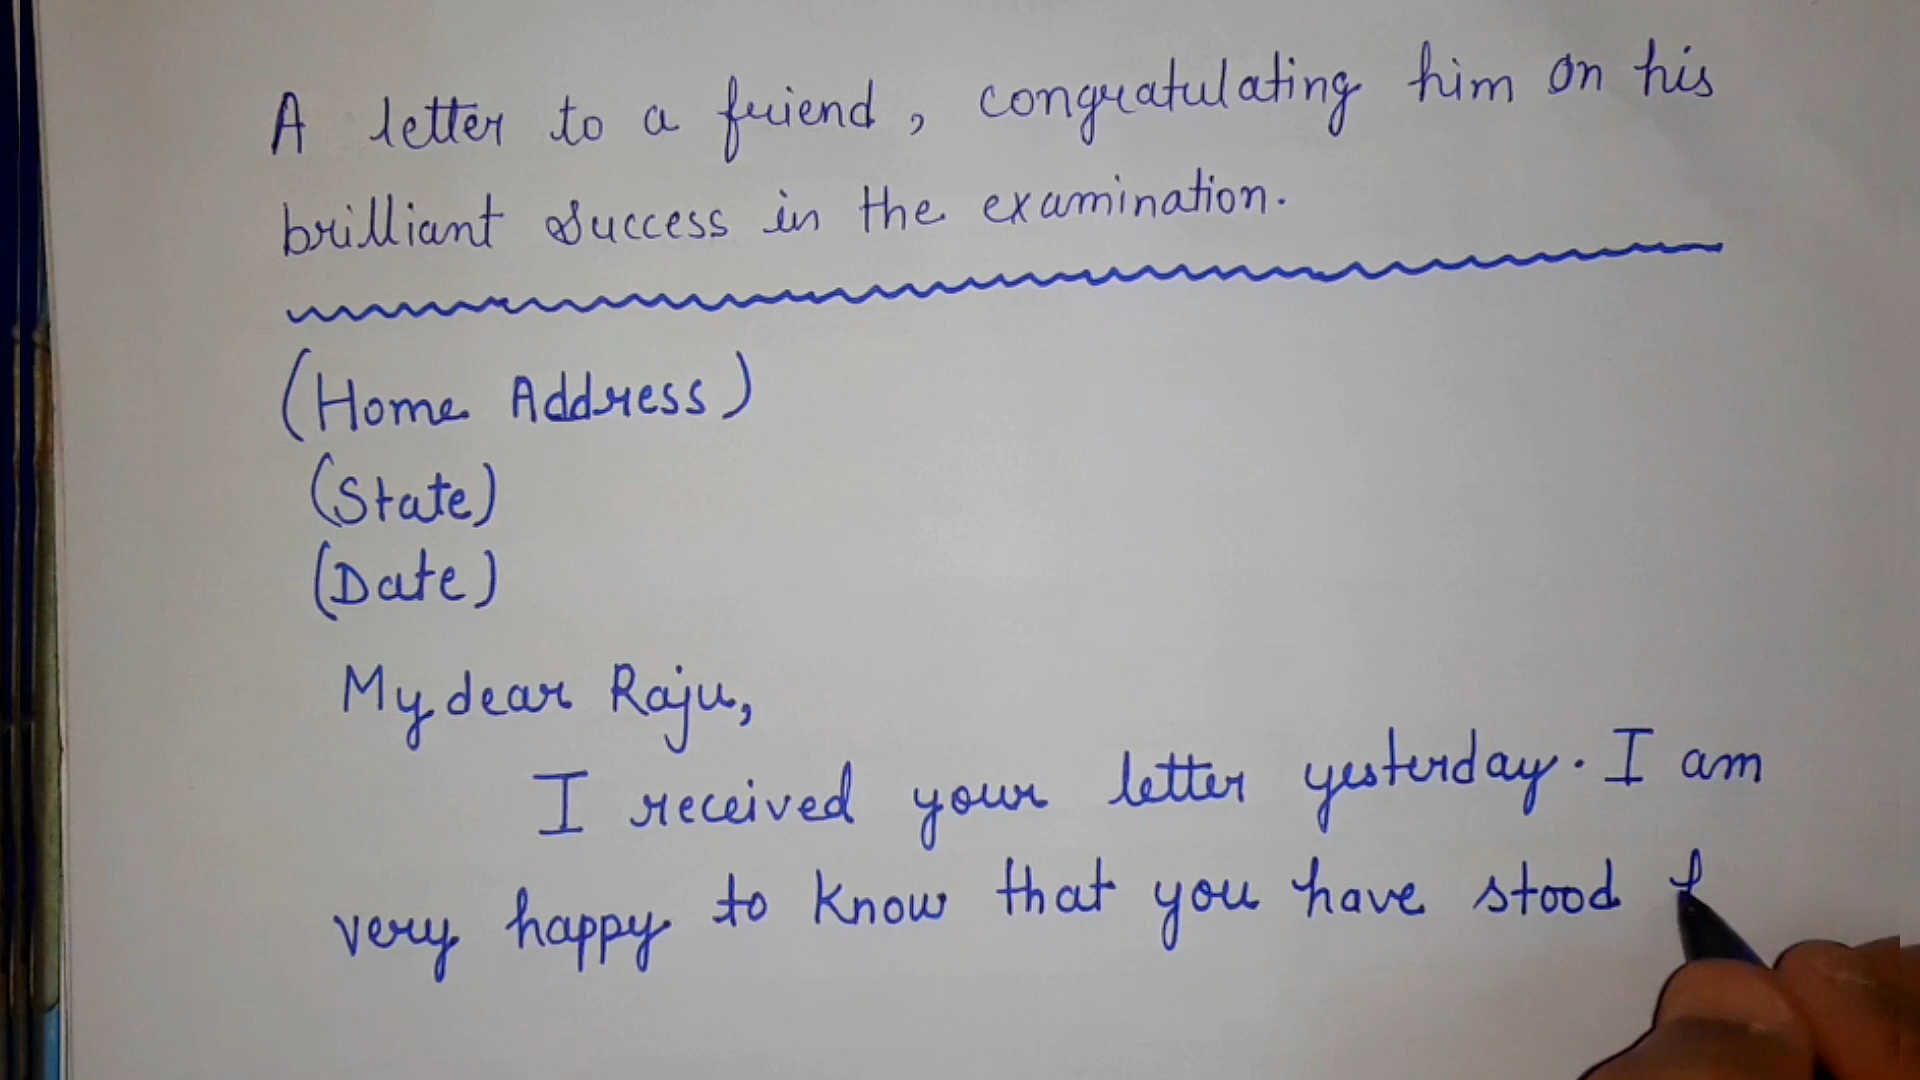 A letter to a friend, congratulating him on his
brilliant success in the examination.
(Home Address)
(State)
(Date)
My dear Raju,
I received your letter yesterday. I am
very happy to know that you have stood